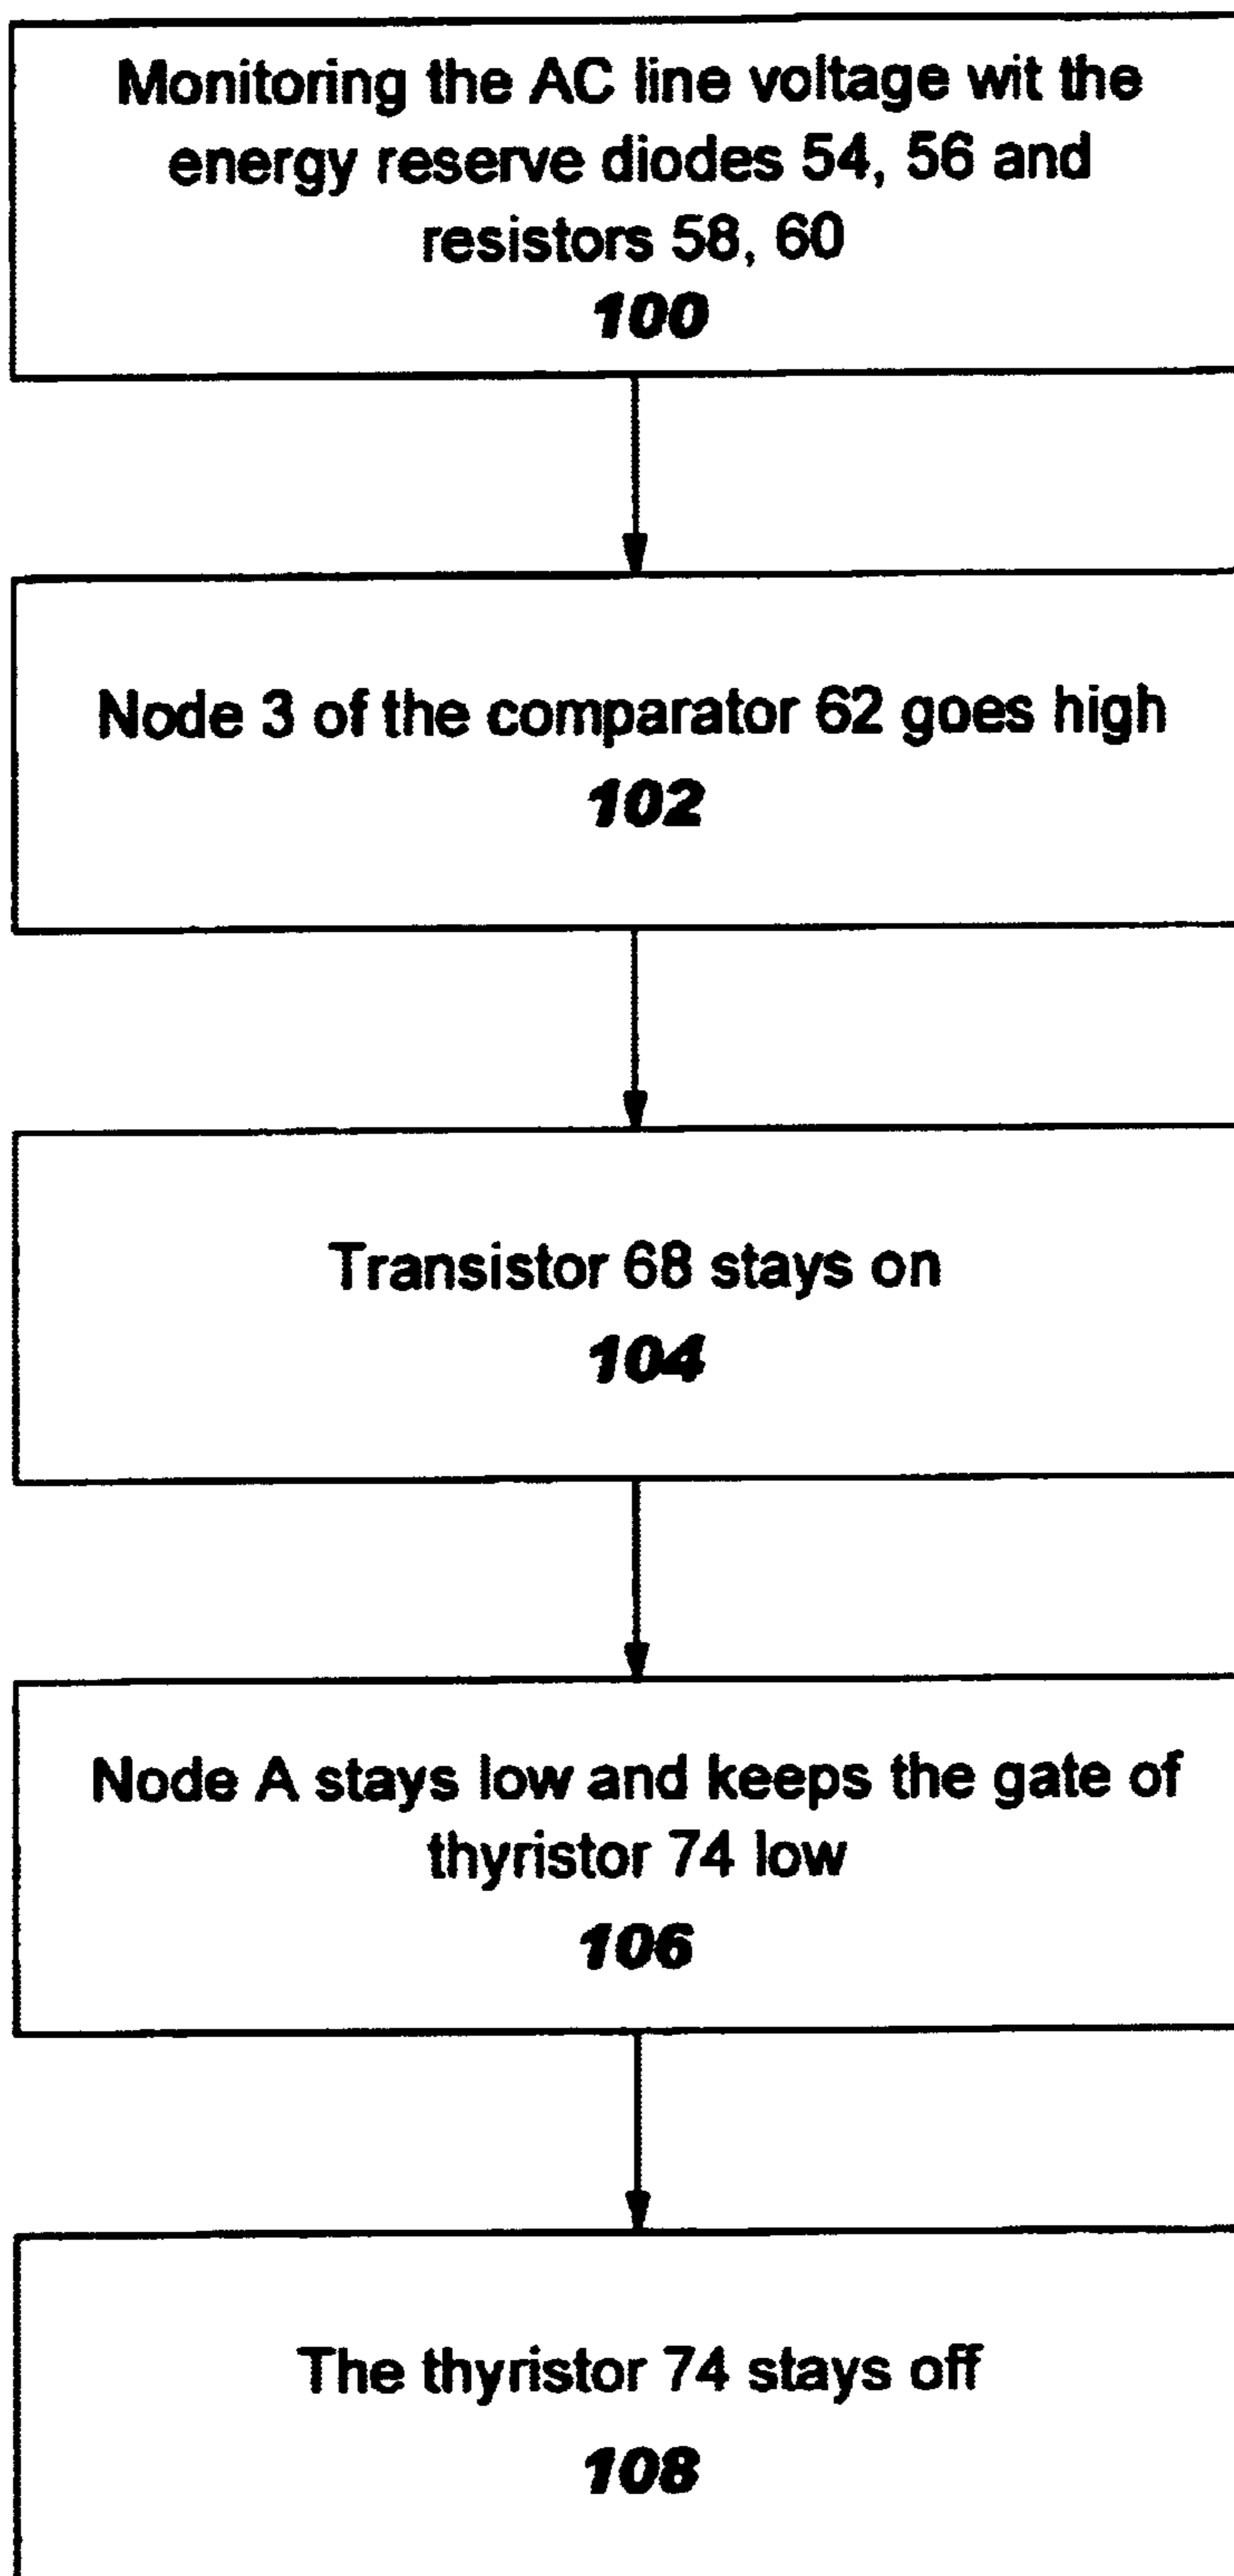 Monitoring the AC line voltage wit the
energy reserve diodes 54, 56 and
resistors 58, 60
100
Node 3 of the comparator 62 goes high
102
Transistor 68 stays on
104
Node A stays low and keeps the gate of
thyristor 74 low
106
The thyristor 74 stays off
108